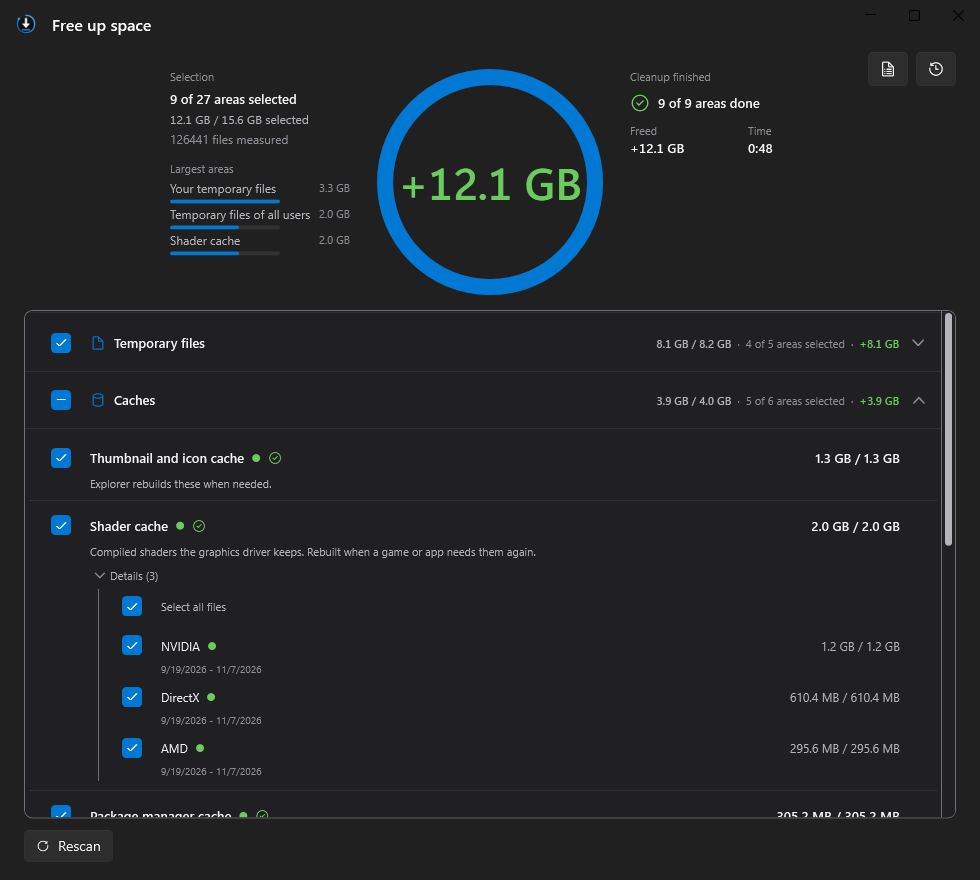 Free up space
Selection
9 of 27 areas selected
12.1 GB / 15.6 GB selected
126441 files measured
Largest areas
Your temporary files 3.3 GB
Temporary files of all users 2.0 GB
Shader cache 2.0 GB
+12.1 GB
Cleanup finished
9 of 9 areas done
Freed Time
+12.1 GB 0:48
Temporary files 8.1 GB / 8.2 GB · 4 of 5 areas selected · +8.1 GB
Caches 3.9 GB / 4.0 GB · 5 of 6 areas selected · +3.9 GB
Thumbnail and icon cache 1.3 GB / 1.3 GB
Explorer rebuilds these when needed.
Shader cache 2.0 GB / 2.0 GB
Compiled shaders the graphics driver keeps. Rebuilt when a game or app needs them again.
Details (3)
Select all files
NVIDIA 1.2 GB / 1.2 GB
9/19/2026 - 11/7/2026
DirectX 610.4 MB / 610.4 MB
9/19/2026 - 11/7/2026
AMD 295.6 MB / 295.6 MB
9/19/2026 - 11/7/2026
Package manager cache 305.2 MB / 305.2 MB
Rescan